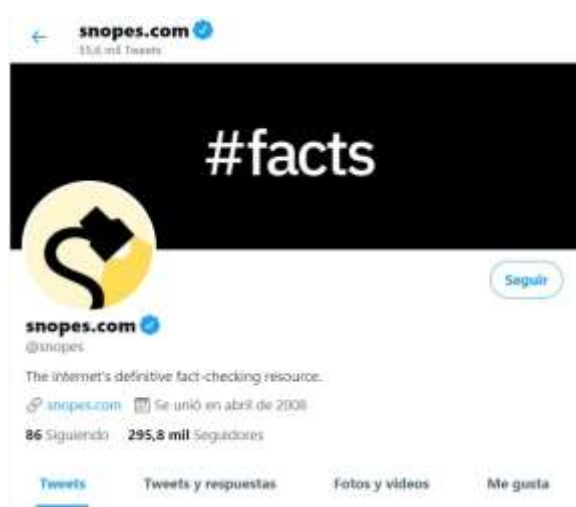 snopes.com
55,6 mil Tweets
#facts
Seguir
snopes.com
@snopes
The internet's definitive fact-checking resource.
snopes.com Se unió en abril de 2008
86 Siguiendo 295,8 mil Seguidores
Tweets Tweets y respuestas Fotos y videos Me gusta